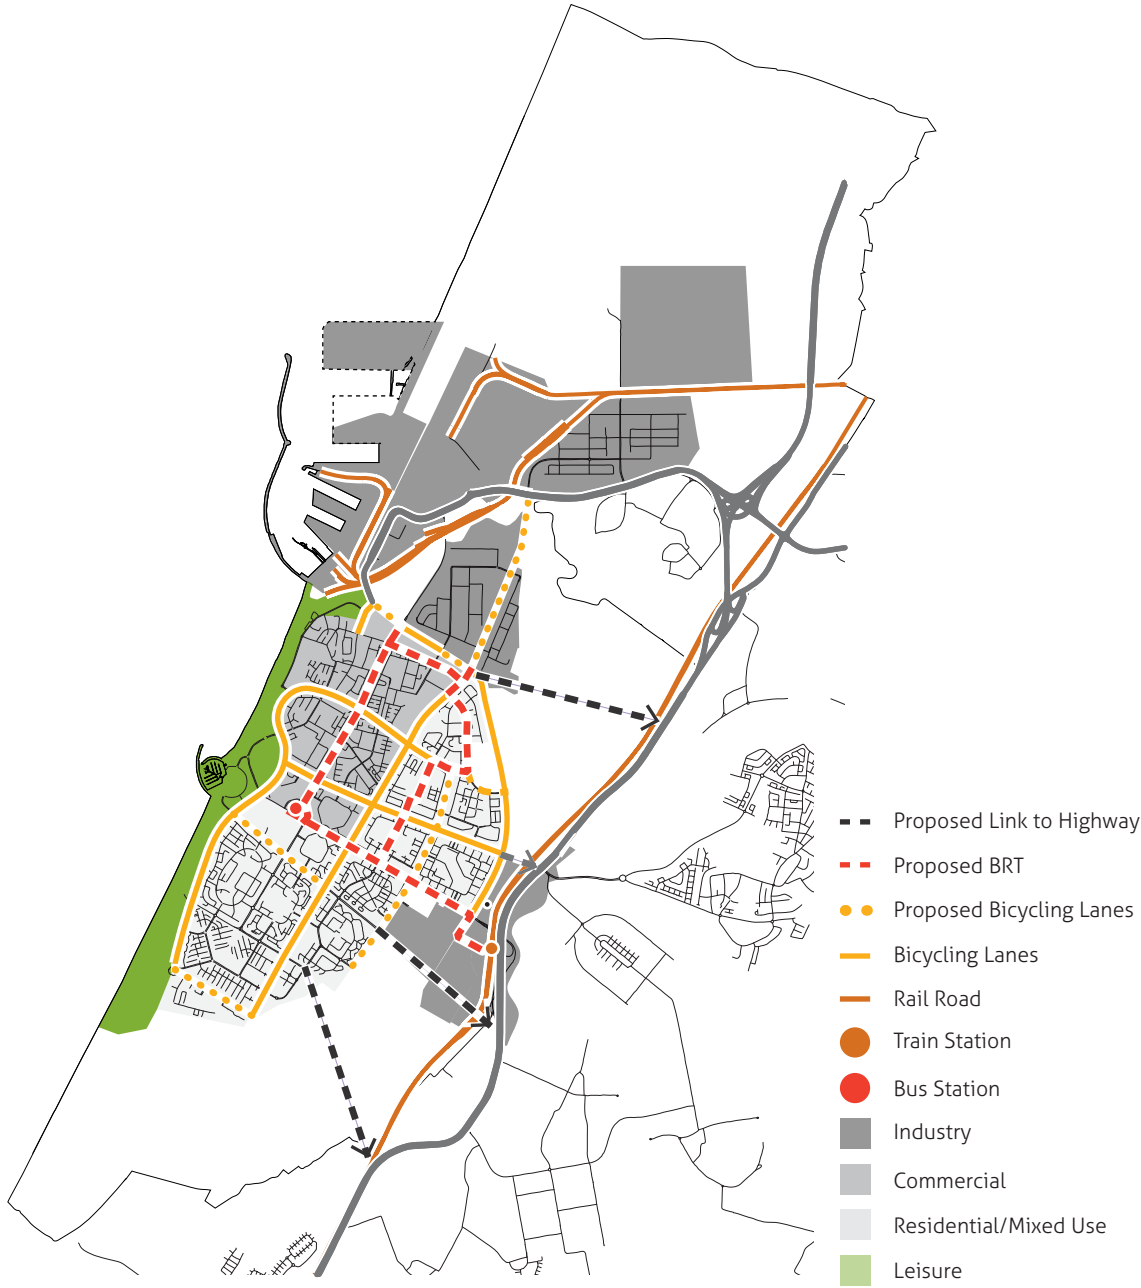 Proposed Link to Highway
Proposed BRT
Proposed Bicycling Lanes
Bicycling Lanes
Rail Road
Train Station
Bus Station
Industry
Commercial
Residential/Mixed Use
Leisure